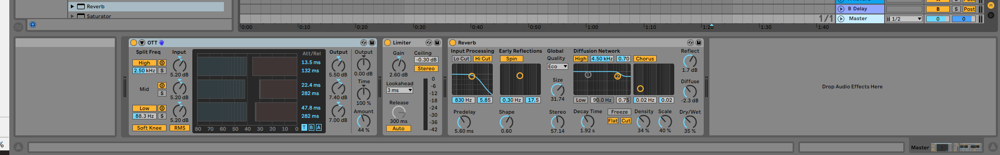 Reverb
Saturator
A Reverb A S Post
B Delay B S Post
1/1 Master 1/2 0 0
M
D
0:00 0:10 0:20 0:30 0:40 0:50 1:00 1:10 1:20 1:30 1:40
OTT
Split Freq Input Att/Rel Output Output
High 13.5 ms
2.50 kHz S 5.20 dB 132 ms 5.50 dB 0.00 dB
Mid 22.4 ms Time
S 5.20 dB 282 ms 7.40 dB 100 %
Low 47.8 ms Amount
88.3 Hz S 5.20 dB 282 ms 7.00 dB
Soft Knee RMS 80 70 60 50 40 30 20 10 0 T B A 44 %
Limiter
Gain Ceiling
-0.30 dB
2.60 dB Stereo
Lookahead
3 ms
Release
300 ms
Auto
0
-6
-12
-18
-24
-30
-36
-42
Reverb
Input Processing Early Reflections Global Diffusion Network Reflect
Lo Cut Hi Cut Spin Quality High 4.50 kHz 0.70 Chorus
Eco 1.7 dB
1 2
Size Diffuse
830 Hz 5.85 0.30 Hz 17.5 31.74 Low 90.0 Hz 0.75 0.02 Hz 0.02 -2.3 dB
Predelay Shape Stereo Decay Time Freeze Density Scale Dry/Wet
Flat Cut
5.60 ms 0.60 57.14 1.92 s 34 % 40 % 35 %
Drop Audio Effects Here
%
Master